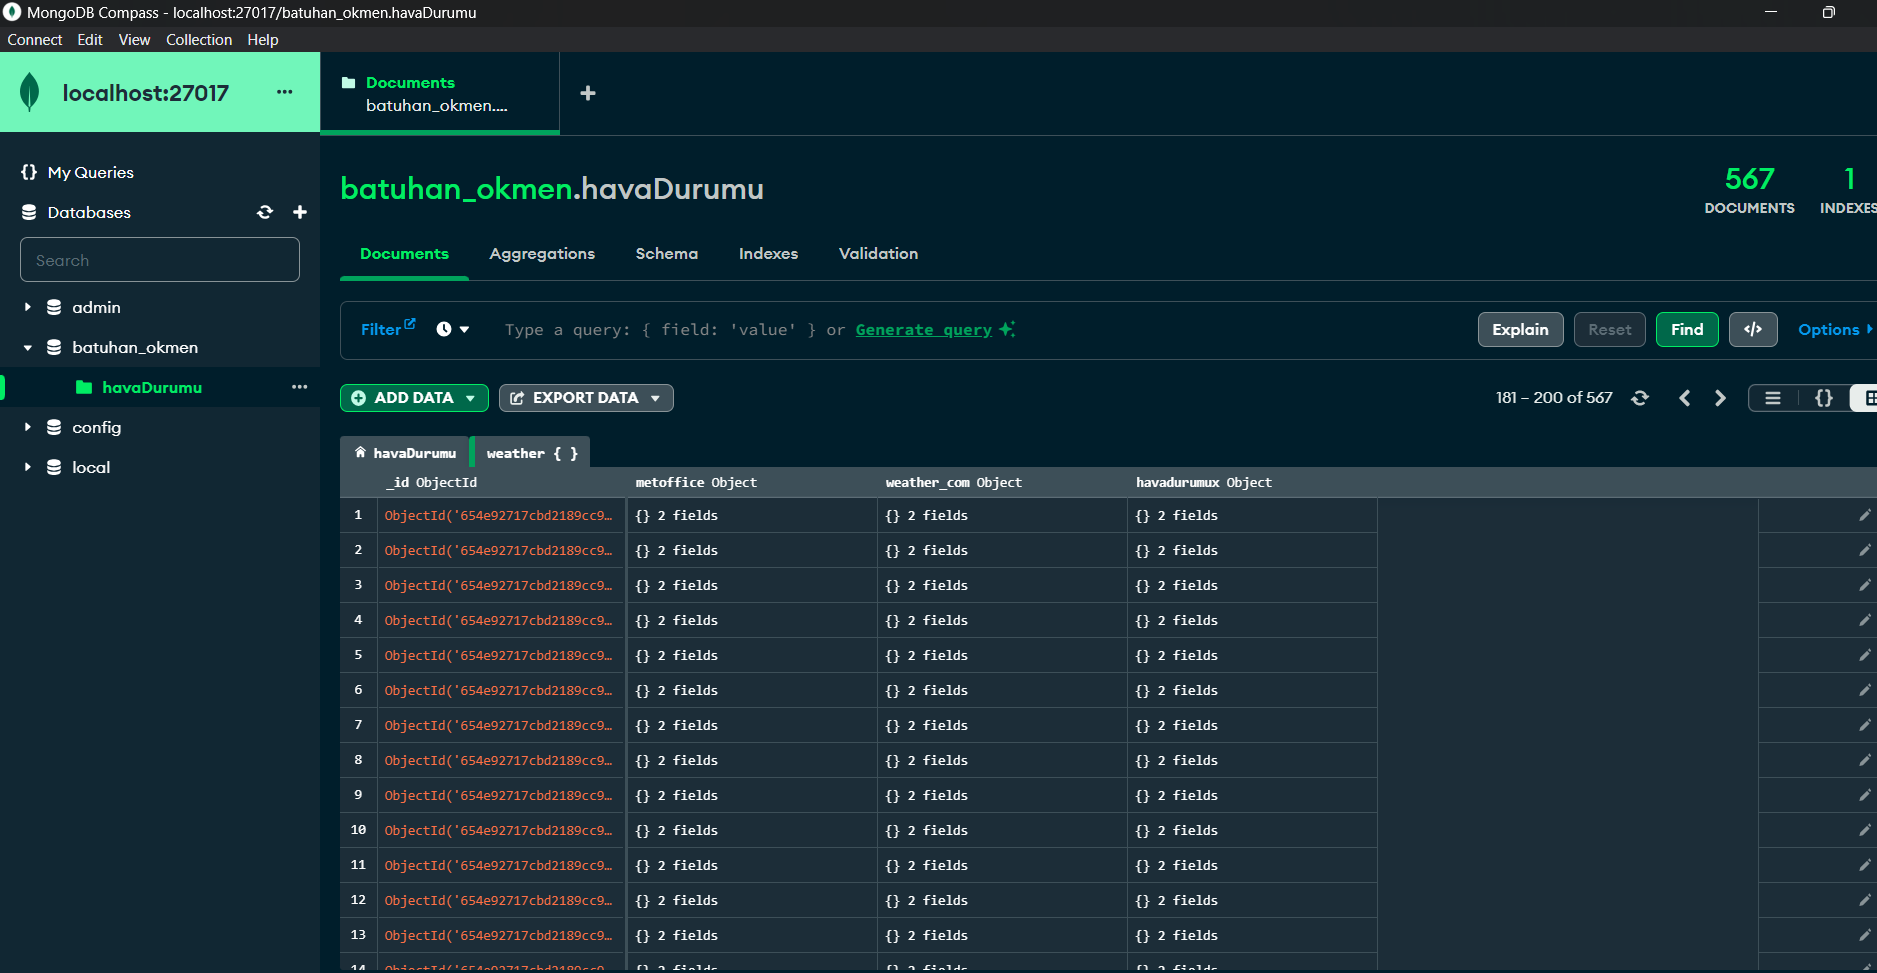 MongoDB Compass - localhost:27017/batuhan_okmen.havaDurumu
Connect Edit View Collection Help
localhost:27017
Documents
batuhan_okmen....
{} My Queries
Databases
Search
admin
batuhan_okmen
havaDurumu
config
local
batuhan_okmen.havaDurumu
567
DOCUMENTS
1
INDEXES
Documents Aggregations Schema Indexes Validation
Filter Type a query: { field: 'value' } or Generate query Explain Reset Find </> Options
ADD DATA EXPORT DATA 181 – 200 of 567 {}
havaDurumu weather { }
_id ObjectId metoffice Object weather_com Object havadurumux Object
1 ObjectId('654e92717cbd2189cc9… {} 2 fields {} 2 fields {} 2 fields
2 ObjectId('654e92717cbd2189cc9… {} 2 fields {} 2 fields {} 2 fields
3 ObjectId('654e92717cbd2189cc9… {} 2 fields {} 2 fields {} 2 fields
4 ObjectId('654e92717cbd2189cc9… {} 2 fields {} 2 fields {} 2 fields
5 ObjectId('654e92717cbd2189cc9… {} 2 fields {} 2 fields {} 2 fields
6 ObjectId('654e92717cbd2189cc9… {} 2 fields {} 2 fields {} 2 fields
7 ObjectId('654e92717cbd2189cc9… {} 2 fields {} 2 fields {} 2 fields
8 ObjectId('654e92717cbd2189cc9… {} 2 fields {} 2 fields {} 2 fields
9 ObjectId('654e92717cbd2189cc9… {} 2 fields {} 2 fields {} 2 fields
10 ObjectId('654e92717cbd2189cc9… {} 2 fields {} 2 fields {} 2 fields
11 ObjectId('654e92717cbd2189cc9… {} 2 fields {} 2 fields {} 2 fields
12 ObjectId('654e92717cbd2189cc9… {} 2 fields {} 2 fields {} 2 fields
13 ObjectId('654e92717cbd2189cc9… {} 2 fields {} 2 fields {} 2 fields
14 ObjectId('654e92717cbd2189cc9… {} 2 fields {} 2 fields {} 2 fields